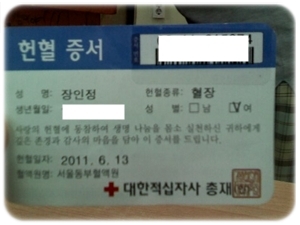 헌혈 증서
성 명: 장인정 헌혈종류: 혈장
생년월일: 성 별: □남 ☑여
사랑의 헌혈에 동참하여 생명 나눔을 몸소 실천하신 귀하에게
깊은 존경과 감사의 마음을 담아 이 증서를 드립니다.
헌혈일자: 2011. 6. 13
혈액원명: 서울동부혈액원
대한적십자사 총재